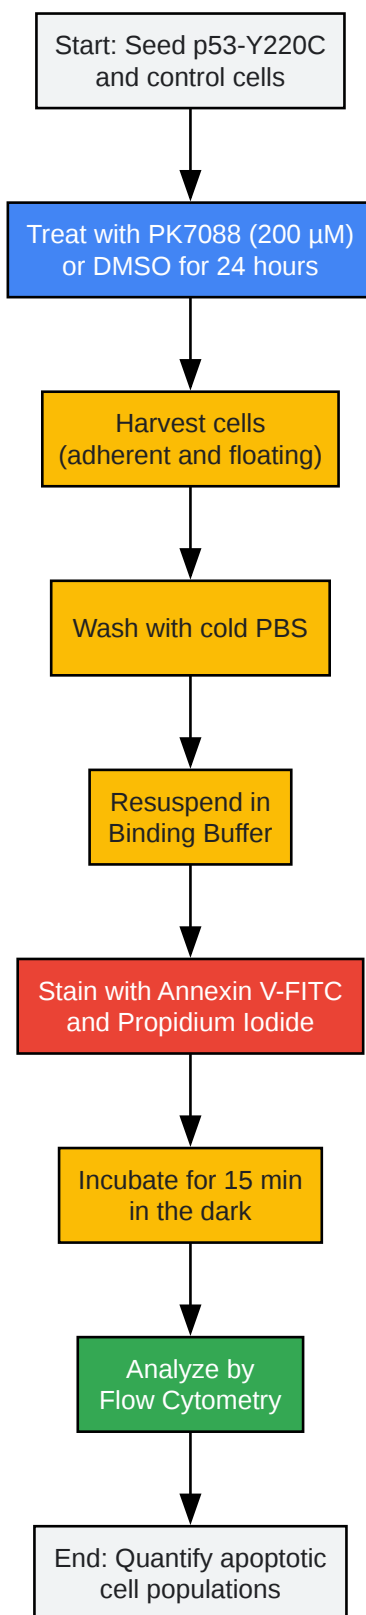 Start: Seed p53-Y220C
and control cells
Treat with PK7088 (200 µM)
or DMSO for 24 hours
Harvest cells
(adherent and floating)
Wash with cold PBS
Resuspend in
Binding Buffer
Stain with Annexin V-FITC
and Propidium Iodide
Incubate for 15 min
in the dark
Analyze by
Flow Cytometry
End: Quantify apoptotic
cell populations